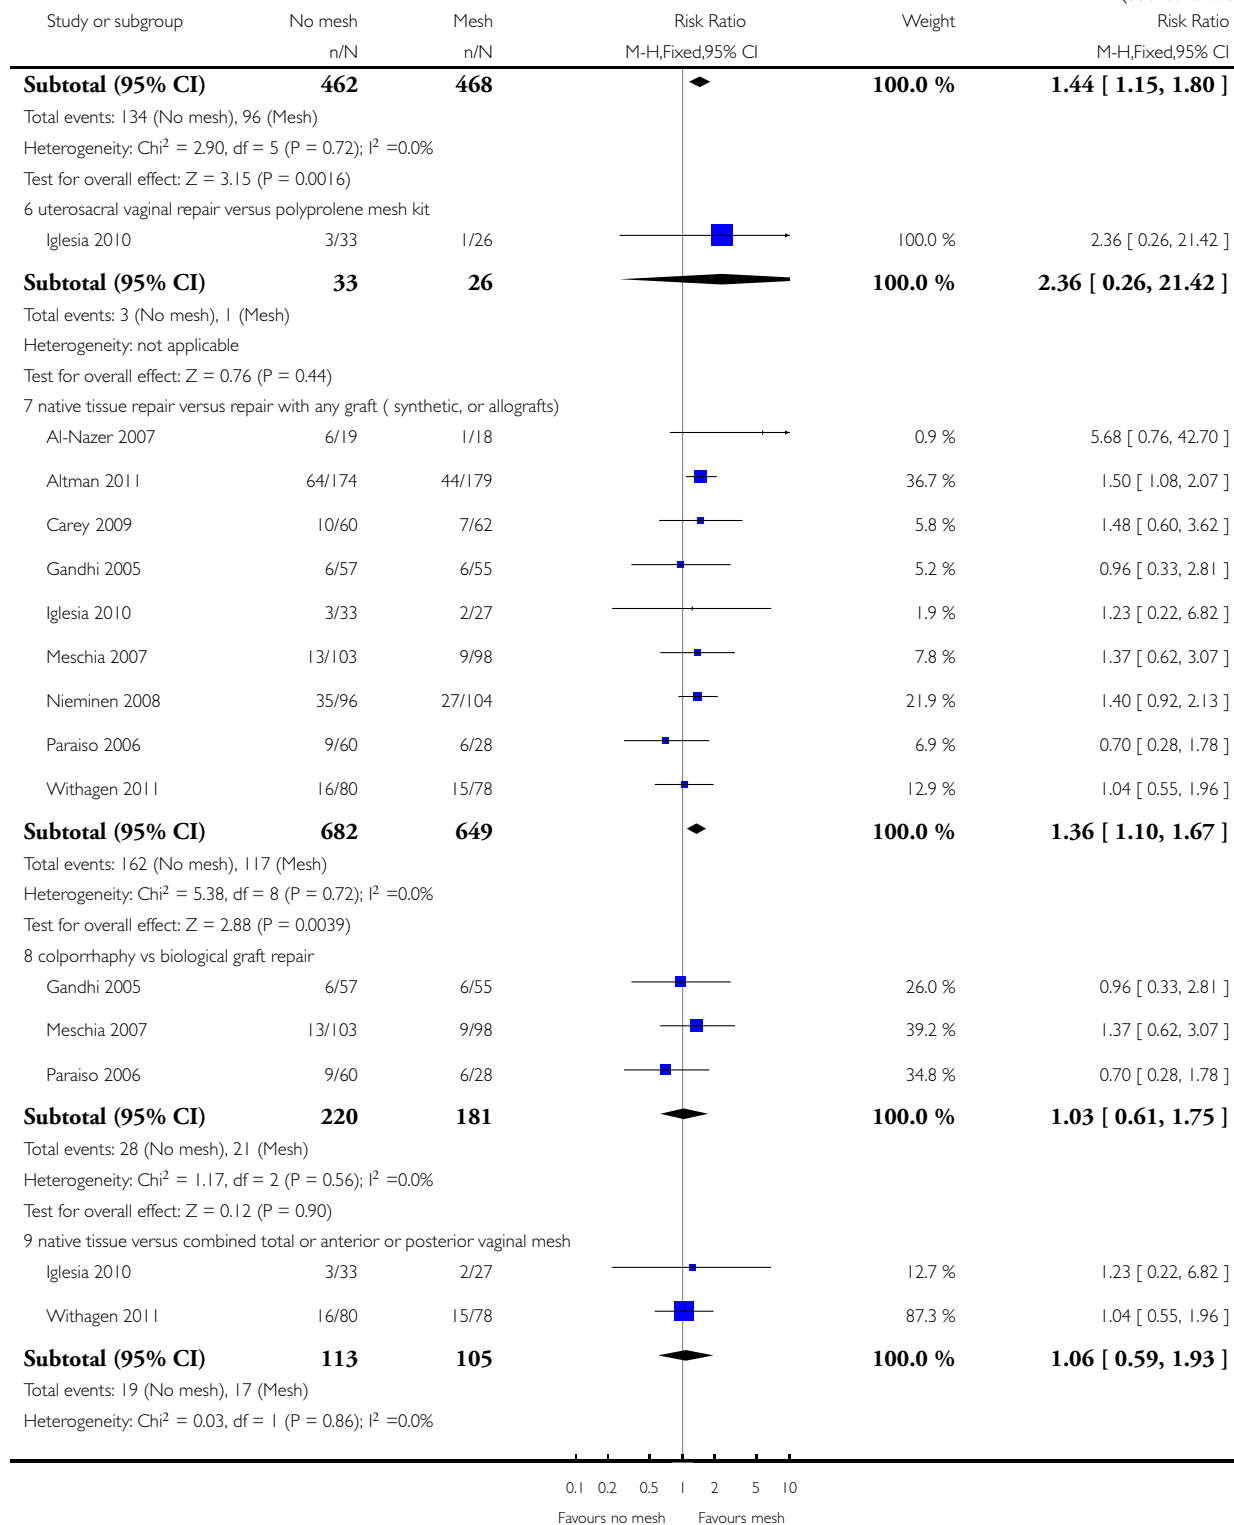 Study or subgroup No mesh Mesh Risk Ratio Weight Risk Ratio
n/N n/N M-H,Fixed,95% CI M-H,Fixed,95% CI
Subtotal (95% CI) 462 468 100.0 % 1.44 [ 1.15, 1.80 ]
Total events: 134 (No mesh), 96 (Mesh)
Heterogeneity: Chi² = 2.90, df = 5 (P = 0.72); I² =0.0%
Test for overall effect: Z = 3.15 (P = 0.0016)
6 uterosacral vaginal repair versus polyprolene mesh kit
Iglesia 2010 3/33 1/26 100.0 % 2.36 [ 0.26, 21.42 ]
Subtotal (95% CI) 33 26 100.0 % 2.36 [ 0.26, 21.42 ]
Total events: 3 (No mesh), 1 (Mesh)
Heterogeneity: not applicable
Test for overall effect: Z = 0.76 (P = 0.44)
7 native tissue repair versus repair with any graft ( synthetic, or allografts)
Al-Nazer 2007 6/19 1/18 0.9 % 5.68 [ 0.76, 42.70 ]
Altman 2011 64/174 44/179 36.7 % 1.50 [ 1.08, 2.07 ]
Carey 2009 10/60 7/62 5.8 % 1.48 [ 0.60, 3.62 ]
Gandhi 2005 6/57 6/55 5.2 % 0.96 [ 0.33, 2.81 ]
Iglesia 2010 3/33 2/27 1.9 % 1.23 [ 0.22, 6.82 ]
Meschia 2007 13/103 9/98 7.8 % 1.37 [ 0.62, 3.07 ]
Nieminen 2008 35/96 27/104 21.9 % 1.40 [ 0.92, 2.13 ]
Paraiso 2006 9/60 6/28 6.9 % 0.70 [ 0.28, 1.78 ]
Withagen 2011 16/80 15/78 12.9 % 1.04 [ 0.55, 1.96 ]
Subtotal (95% CI) 682 649 100.0 % 1.36 [ 1.10, 1.67 ]
Total events: 162 (No mesh), 117 (Mesh)
Heterogeneity: Chi² = 5.38, df = 8 (P = 0.72); I² =0.0%
Test for overall effect: Z = 2.88 (P = 0.0039)
8 colporrhaphy vs biological graft repair
Gandhi 2005 6/57 6/55 26.0 % 0.96 [ 0.33, 2.81 ]
Meschia 2007 13/103 9/98 39.2 % 1.37 [ 0.62, 3.07 ]
Paraiso 2006 9/60 6/28 34.8 % 0.70 [ 0.28, 1.78 ]
Subtotal (95% CI) 220 181 100.0 % 1.03 [ 0.61, 1.75 ]
Total events: 28 (No mesh), 21 (Mesh)
Heterogeneity: Chi² = 1.17, df = 2 (P = 0.56); I² =0.0%
Test for overall effect: Z = 0.12 (P = 0.90)
9 native tissue versus combined total or anterior or posterior vaginal mesh
Iglesia 2010 3/33 2/27 12.7 % 1.23 [ 0.22, 6.82 ]
Withagen 2011 16/80 15/78 87.3 % 1.04 [ 0.55, 1.96 ]
Subtotal (95% CI) 113 105 100.0 % 1.06 [ 0.59, 1.93 ]
Total events: 19 (No mesh), 17 (Mesh)
Heterogeneity: Chi² = 0.03, df = 1 (P = 0.86); I² =0.0%
0.1 0.2 0.5 1 2 5 10
Favours no mesh Favours mesh